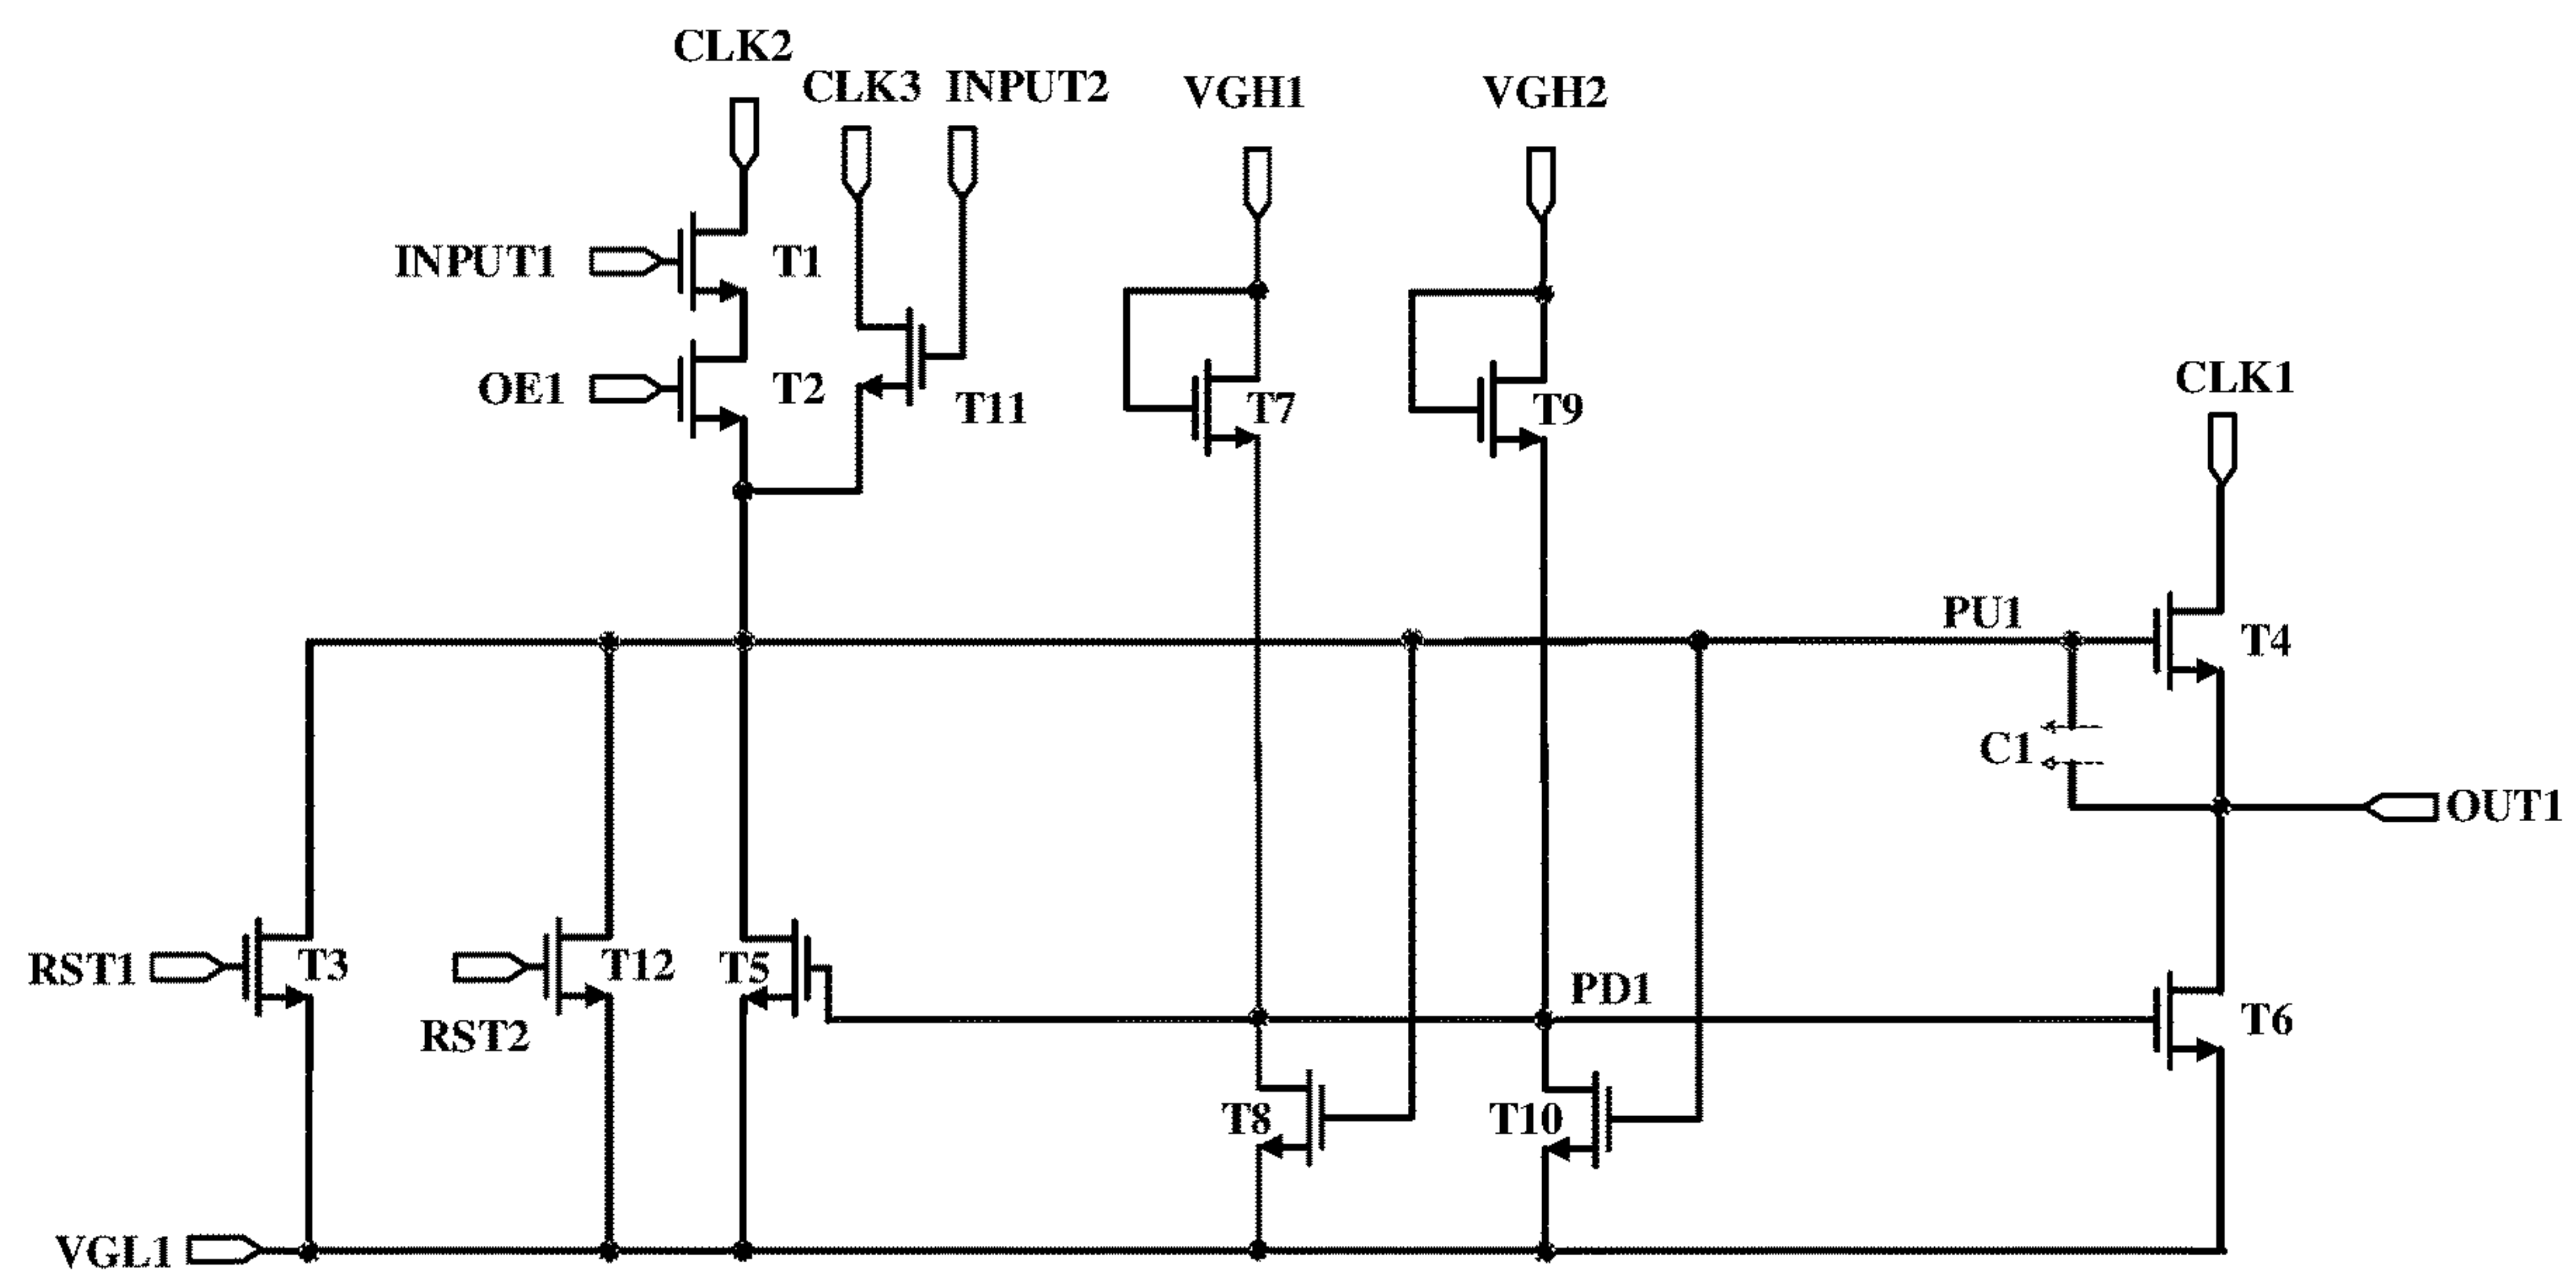 CLK2
CLK3 INPUT2
VGH1
VGH2
INPUT1
T1
OE1
T2
T11
T7
T9
CLK1
PU1
T4
C1
OUT1
RST1
T3
T12
T5
RST2
PD1
T6
T8
T10
VGL1